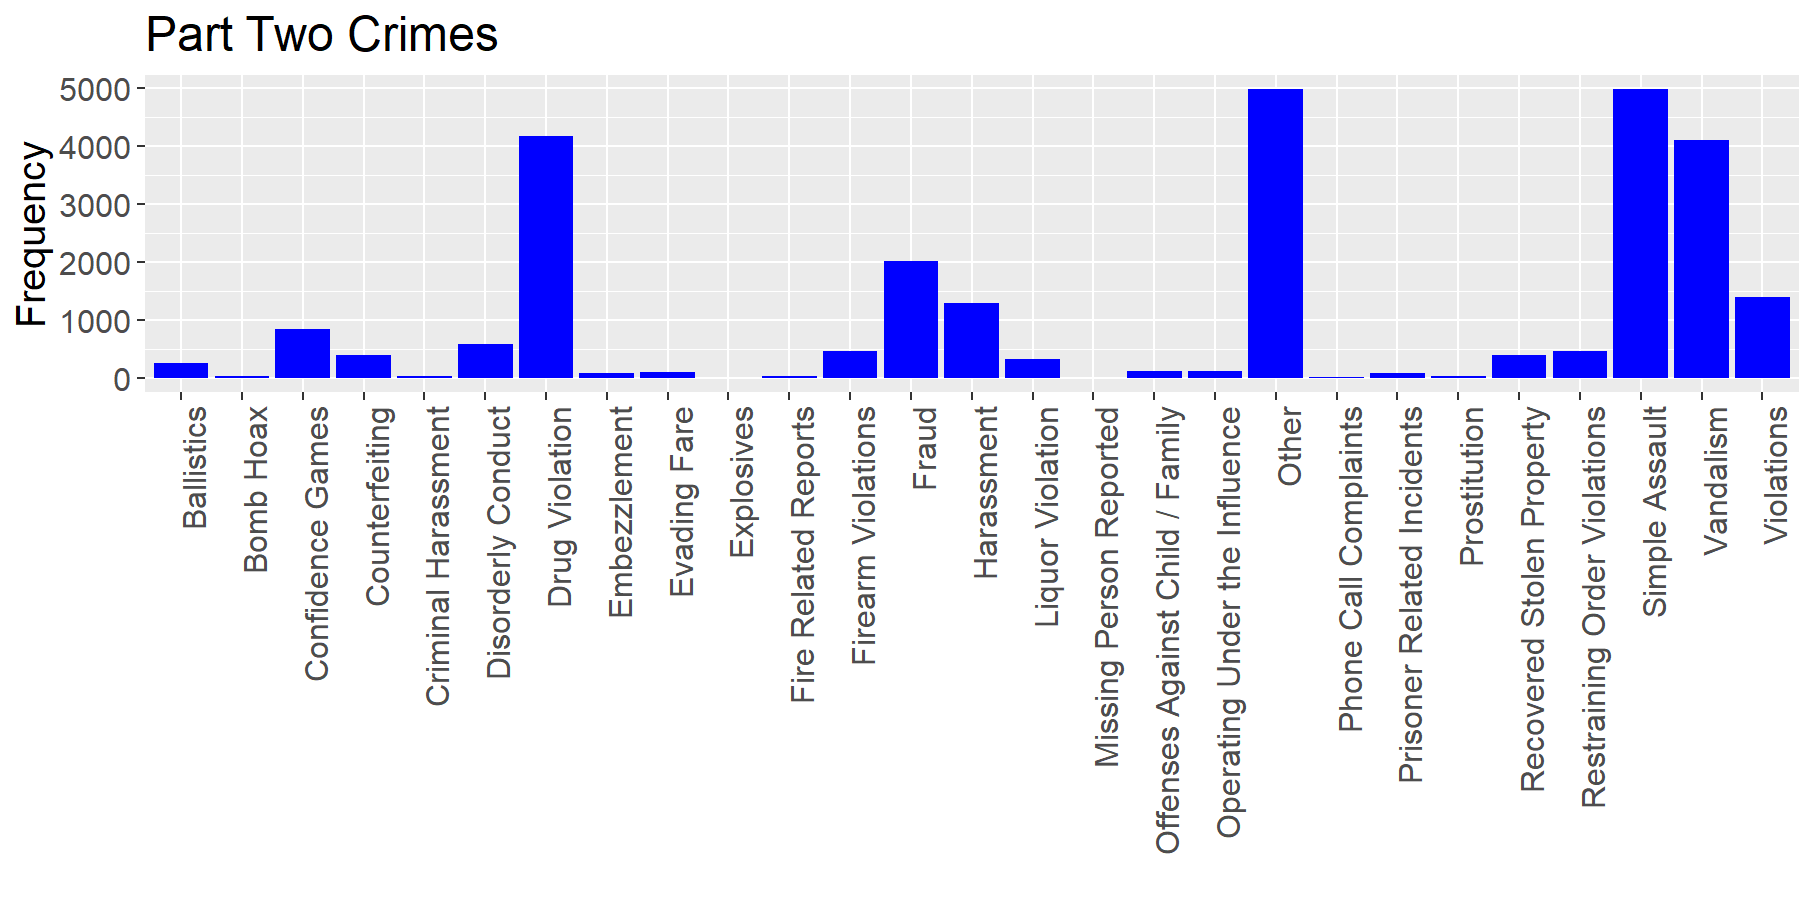 Part Two Crimes
Frequency
5000
4000
3000
2000
1000
0
Ballistics
Bomb Hoax
Confidence Games
Counterfeiting
Criminal Harassment
Disorderly Conduct
Drug Violation
Embezzlement
Evading Fare
Explosives
Fire Related Reports
Firearm Violations
Fraud
Harassment
Liquor Violation
Missing Person Reported
Offenses Against Child / Family
Operating Under the Influence
Other
Phone Call Complaints
Prisoner Related Incidents
Prostitution
Recovered Stolen Property
Restraining Order Violations
Simple Assault
Vandalism
Violations